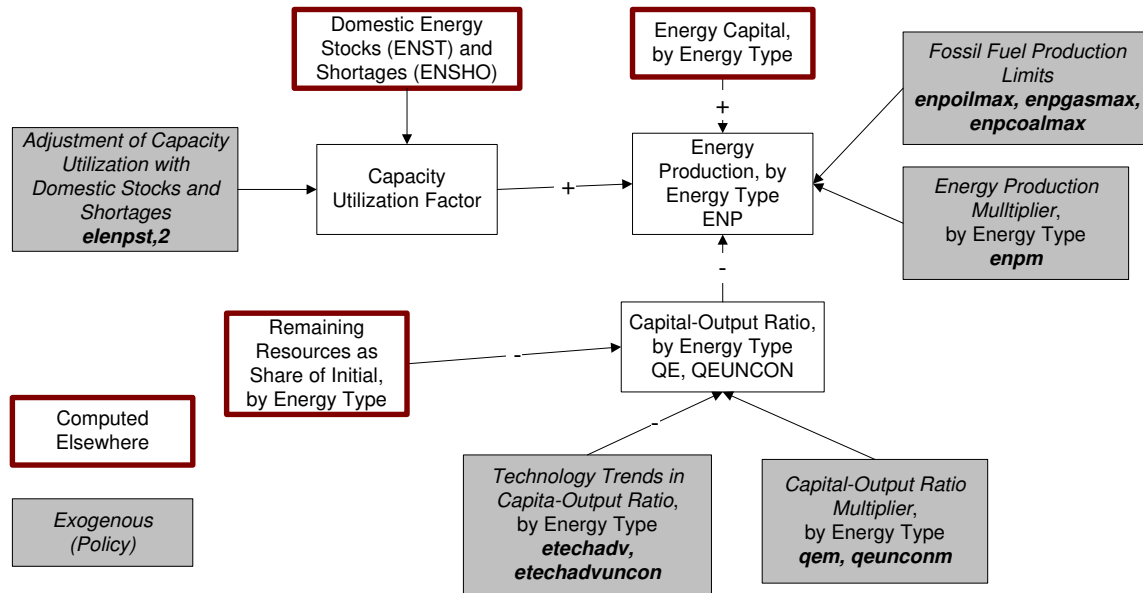 Domestic Energy
Stocks (ENST) and
Shortages (ENSHO)
Energy Capital,
by Energy Type
Fossil Fuel Production
Limits
enpoilmax, enpgasmax,
enpcoalmax
+
Adjustment of Capacity
Utilization with
Domestic Stocks and
Shortages
elenpst,2
Capacity
Utilization Factor
+
Energy
Production, by
Energy Type
ENP
Energy Production
Mulltiplier,
by Energy Type
enpm
-
Remaining
Resources as
Share of Initial,
by Energy Type
-
Capital-Output Ratio,
by Energy Type
QE, QEUNCON
Computed
Elsewhere
-
Technology Trends in
Capita-Output Ratio,
by Energy Type
etechadv,
etechadvuncon
Capital-Output Ratio
Multiplier,
by Energy Type
qem, qeunconm
Exogenous
(Policy)